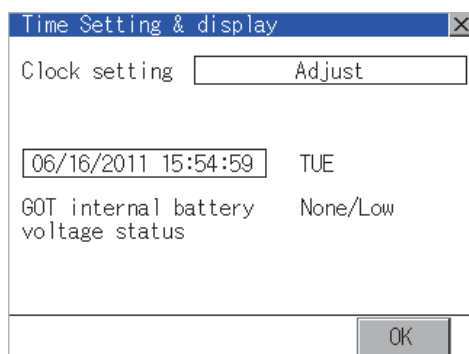 Time Setting & display
Clock setting Adjust
06/16/2011 15:54:59 TUE
GOT internal battery None/Low
voltage status
OK